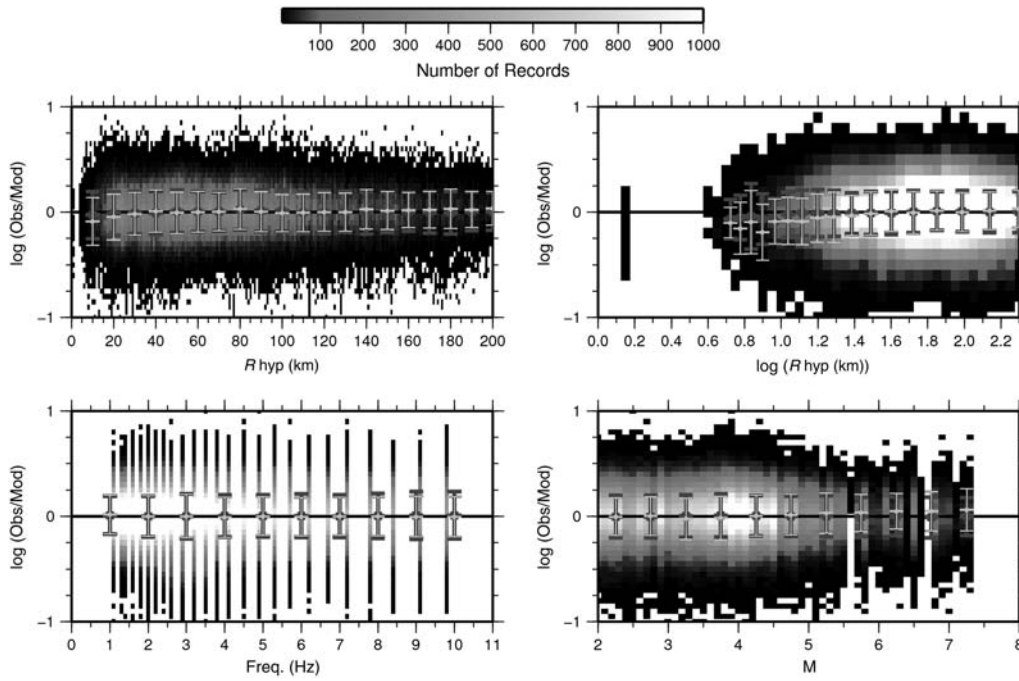 100 200 300 400 500 600 700 800 900 1000
Number of Records
1
0
−1
log (Obs/Mod)
0 20 40 60 80 100 120 140 160 180 200
R hyp (km)
1
0
−1
log (Obs/Mod)
0.0 0.2 0.4 0.6 0.8 1.0 1.2 1.4 1.6 1.8 2.0 2.2
log (R hyp (km))
1
0
−1
log (Obs/Mod)
0 1 2 3 4 5 6 7 8 9 10 11
Freq. (Hz)
1
0
−1
log (Obs/Mod)
2 3 4 5 6 7 8
M